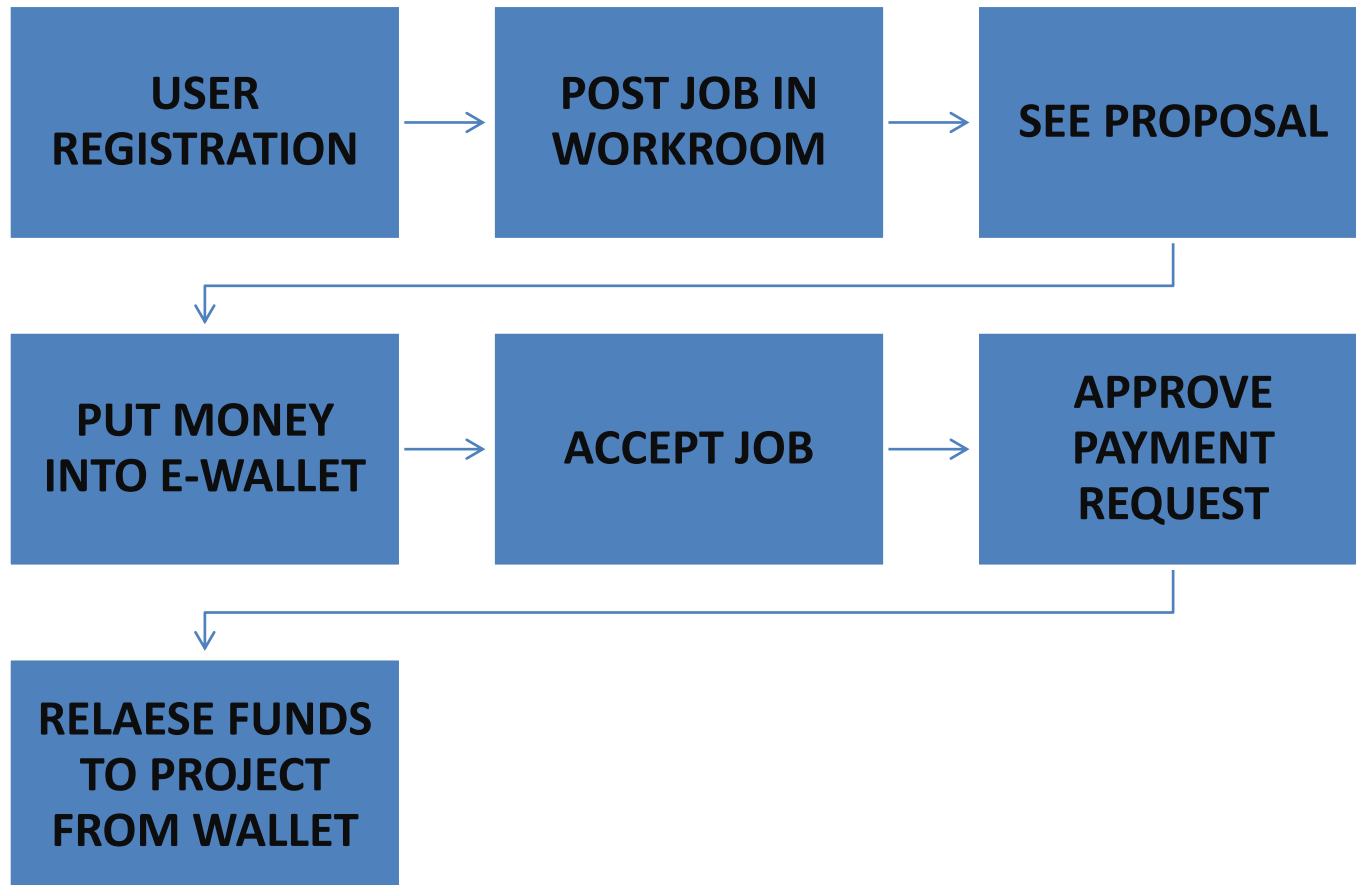 USER
REGISTRATION
POST JOB IN
WORKROOM
SEE PROPOSAL
PUT MONEY
INTO E-WALLET
ACCEPT JOB
APPROVE
PAYMENT
REQUEST
RELAESE FUNDS
TO PROJECT
FROM WALLET